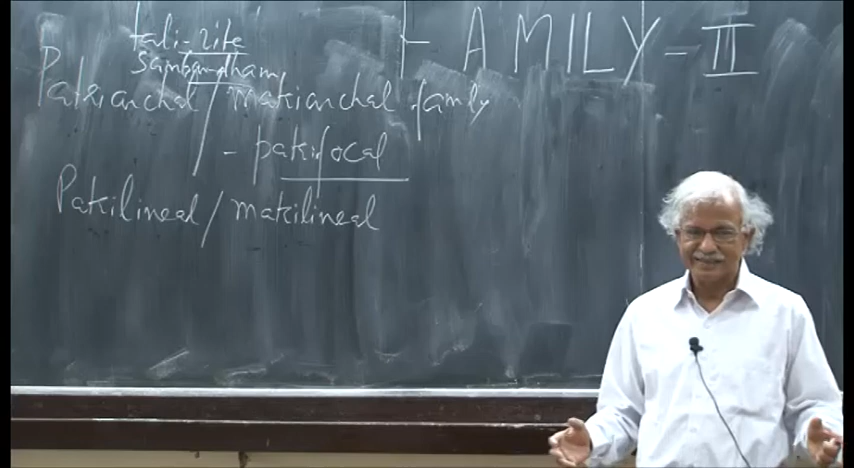 FAMILY - II
tali-rite
Sambandham
Patriarchal / matriarchal family
- patrifocal
Patrilineal / matrilineal